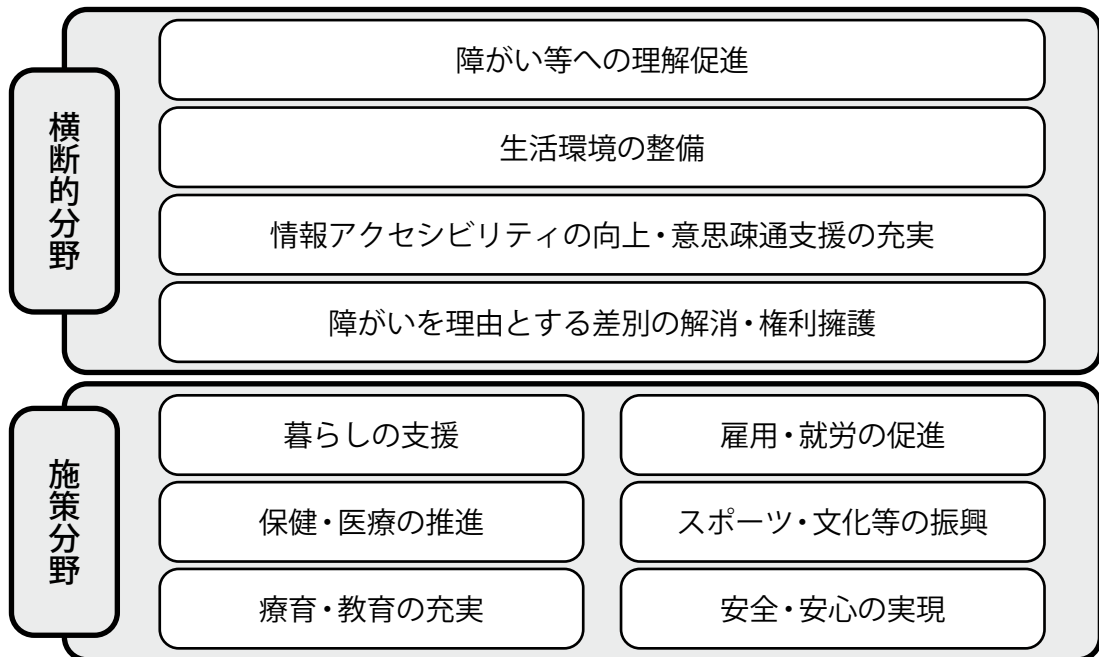 横断的分野
障がい等への理解促進
生活環境の整備
情報アクセシビリティの向上・意思疎通支援の充実
障がいを理由とする差別の解消・権利擁護
施策分野
暮らしの支援
雇用・就労の促進
保健・医療の推進
スポーツ・文化等の振興
療育・教育の充実
安全・安心の実現